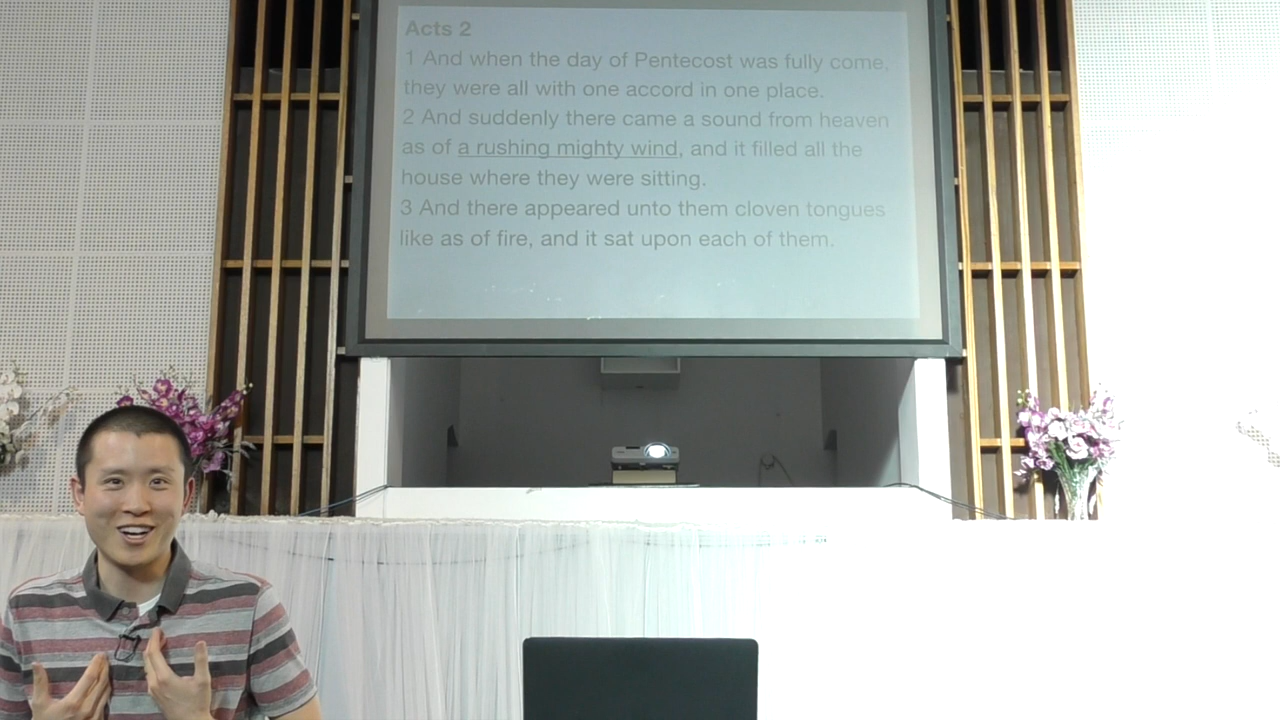 Acts 2
1 And when the day of Pentecost was fully come,
they were all with one accord in one place.
2 And suddenly there came a sound from heaven
as of a rushing mighty wind, and it filled all the
house where they were sitting.
3 And there appeared unto them cloven tongues
like as of fire, and it sat upon each of them.